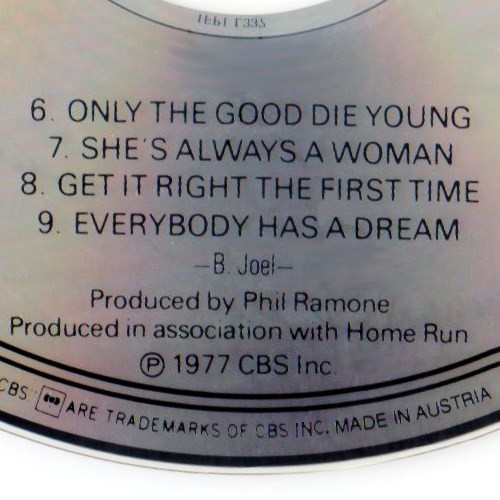 6. ONLY THE GOOD DIE YOUNG
7. SHE'S ALWAYS A WOMAN
8. GET IT RIGHT THE FIRST TIME
9. EVERYBODY HAS A DREAM
—B. Joel—
Produced by Phil Ramone
Produced in association with Home Run
℗ 1977 CBS Inc.
CBS" ARE TRADEMARKS OF CBS INC. MADE IN AUSTRIA